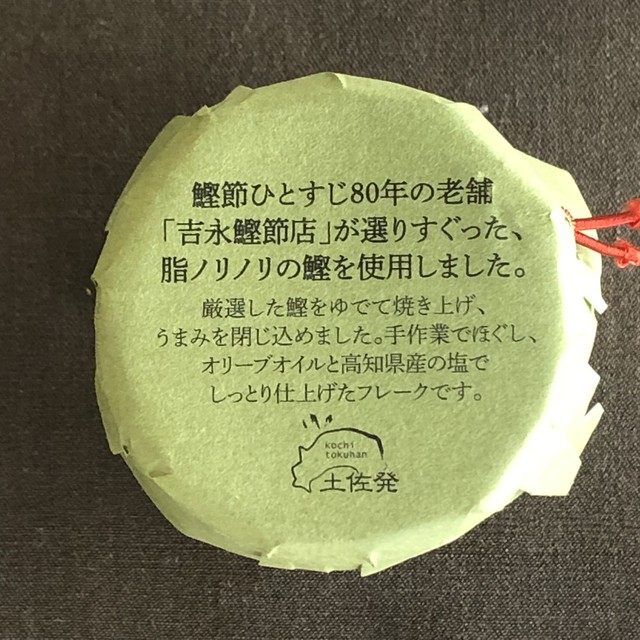 鰹節ひとすじ80年の老舗
「吉永鰹節店」が選りすぐった、
脂ノリノリの鰹を使用しました。
厳選した鰹をゆでて焼き上げ、
うまみを閉じ込めました。手作業でほぐし、
オリーブオイルと高知県産の塩で
しっとり仕上げたフレークです。
kochi
tokuhan
土佐発